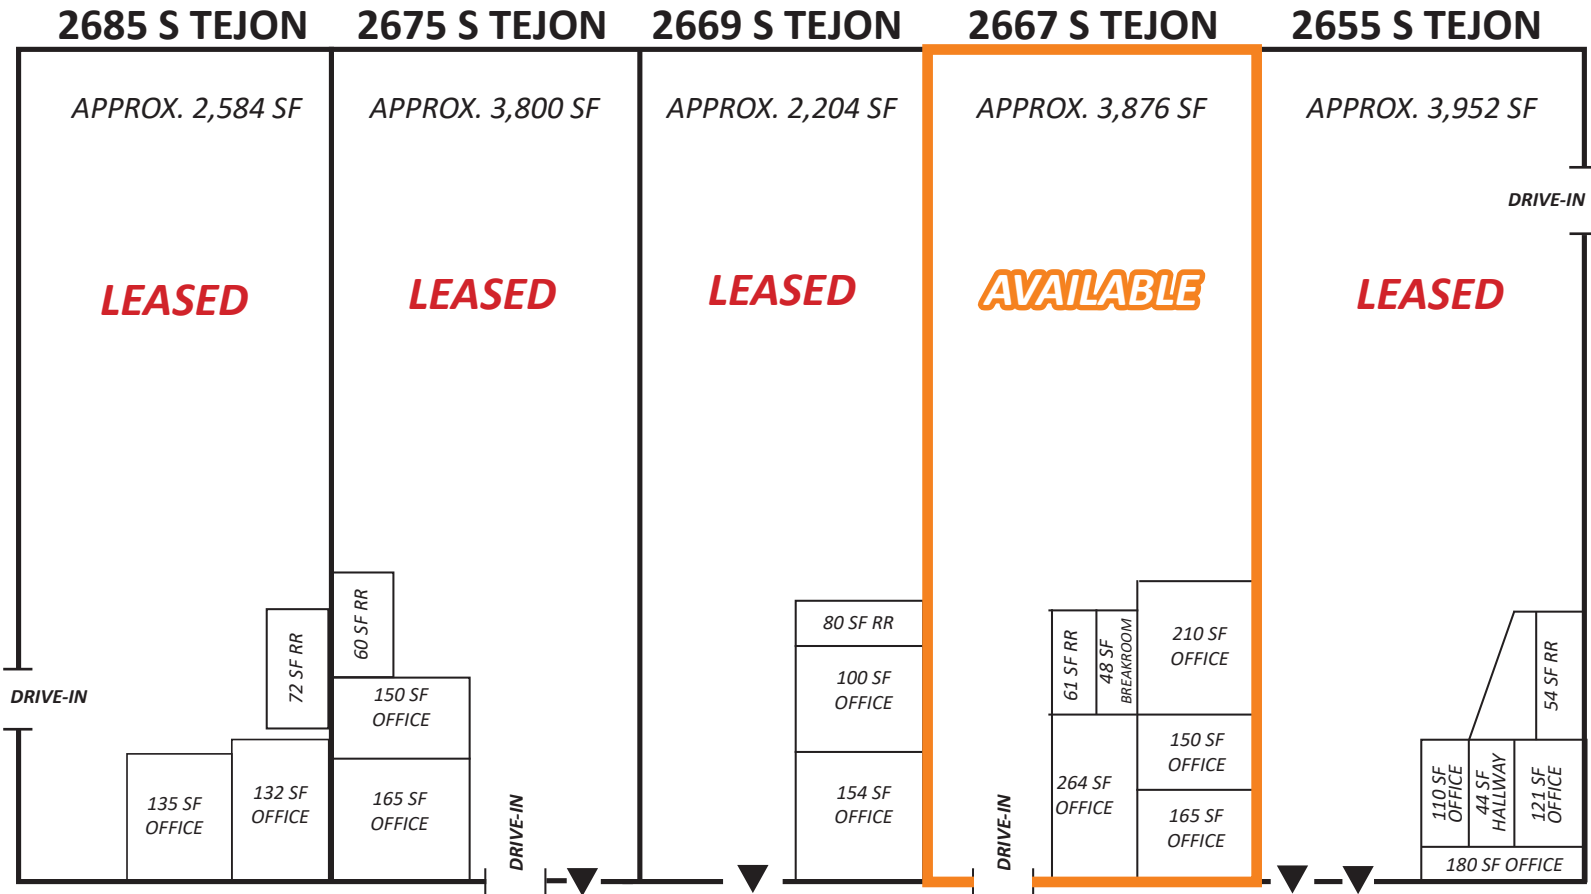 2685 S TEJON
2675 S TEJON
2669 S TEJON
2667 S TEJON
2655 S TEJON
APPROX. 2,584 SF
APPROX. 3,800 SF
APPROX. 2,204 SF
APPROX. 3,876 SF
APPROX. 3,952 SF
DRIVE-IN
LEASED
LEASED
LEASED
AVAILABLE
LEASED
DRIVE-IN
72 SF RR
135 SF
OFFICE
132 SF
OFFICE
60 SF RR
150 SF
OFFICE
165 SF
OFFICE
DRIVE-IN
80 SF RR
100 SF
OFFICE
154 SF
OFFICE
61 SF RR
48 SF
BREAKROOM
210 SF
OFFICE
264 SF
OFFICE
150 SF
OFFICE
165 SF
OFFICE
DRIVE-IN
54 SF RR
110 SF
OFFICE
44 SF
HALLWAY
121 SF
OFFICE
180 SF OFFICE